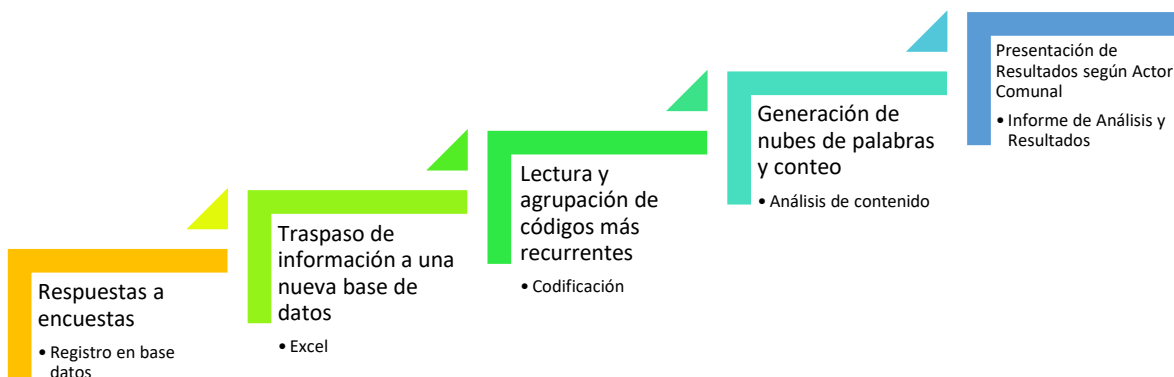 Respuestas a
encuestas
• Registro en base
datos
Traspaso de
información a una
nueva base de
datos
• Excel
Lectura y
agrupación de
códigos más
recurrentes
• Codificación
Generación de
nubes de palabras
y conteo
• Análisis de contenido
Presentación de
Resultados según Actor
Comunal
• Informe de Análisis y
Resultados